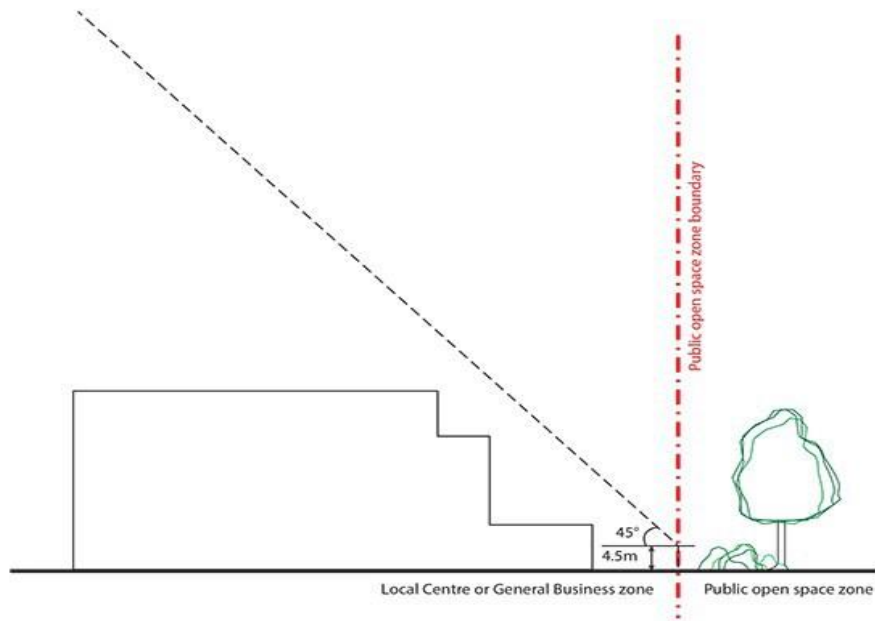 Public open space zone boundary
45°
4.5m
Local Centre or General Business zone
Public open space zone